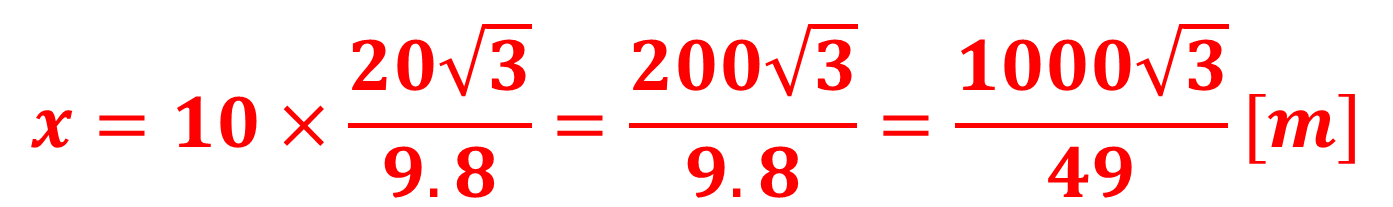 x = 10 × 20√3/9.8 = 200√3/9.8 = 1000√3/49 [m]